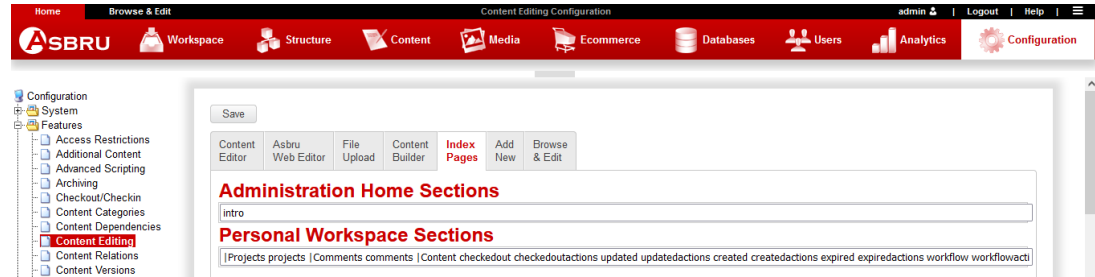 Home Browse & Edit Content Editing Configuration admin | Logout | Help |
ASBRU Workspace Structure Content Media Ecommerce Databases Users Analytics Configuration
Configuration
System
Features
Access Restrictions
Additional Content
Advanced Scripting
Archiving
Checkout/Checkin
Content Categories
Content Dependencies
Content Editing
Content Relations
Content Versions
Save
Content Editor
Asbru Web Editor
File Upload
Content Builder
Index Pages
Add New
Browse & Edit
Administration Home Sections
intro
Personal Workspace Sections
|Projects projects |Comments comments |Content checkedout checkedoutactions updated updatedactions created createdactions expired expiredactions workflow workflowacti